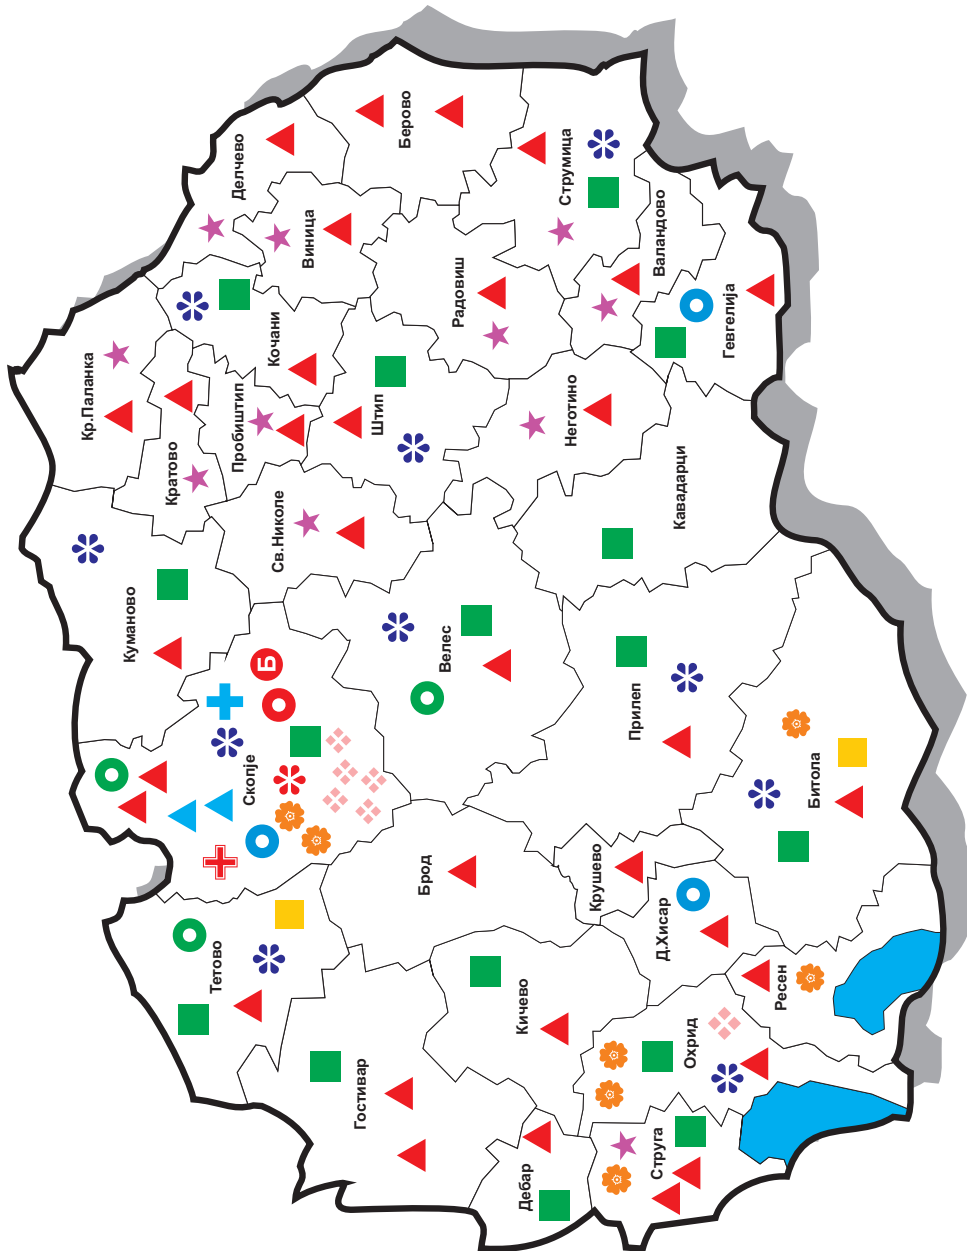 Кр.Паланка
Делчево
Куманово
Кратово
Пробиштип
Кочани
Виница
Берово
Св.Николе
Штип
Радовиш
Струмица
Скопје
Б
Велес
Неготино
Валандово
Тетово
Кавадарци
Гевгелија
Брод
Прилеп
Гостивар
Кичево
Крушево
Д.Хисар
Битола
Дебар
Струга
Охрид
Ресен